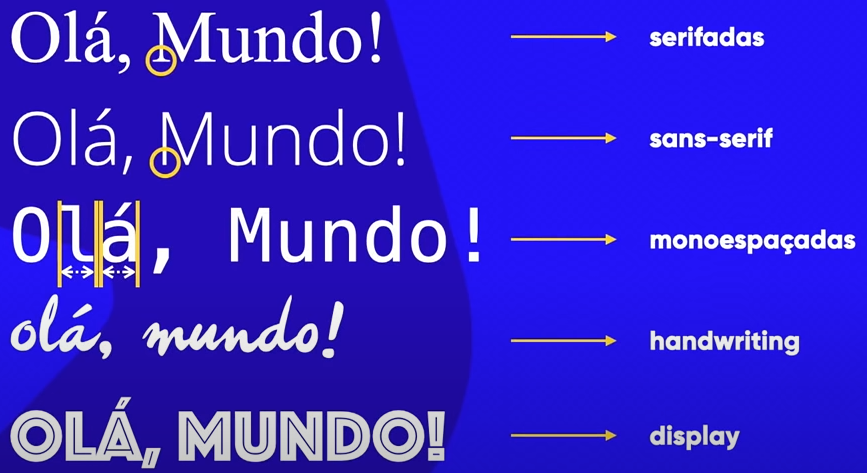 Olá, Mundo! serifadas
Olá, Mundo! sans-serif
Olá, Mundo! monoespaçadas
olá, mundo! handwriting
OLÁ, MUNDO! display